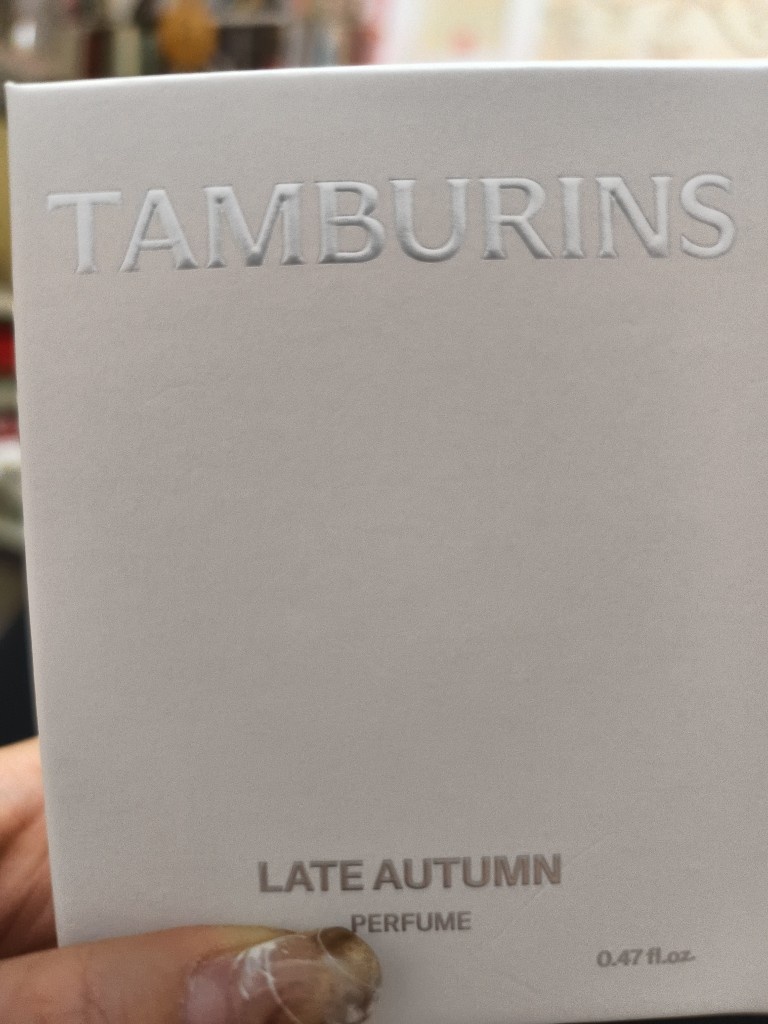 TAMBURINS
LATE AUTUMN
PERFUME
0.47 fl.oz.